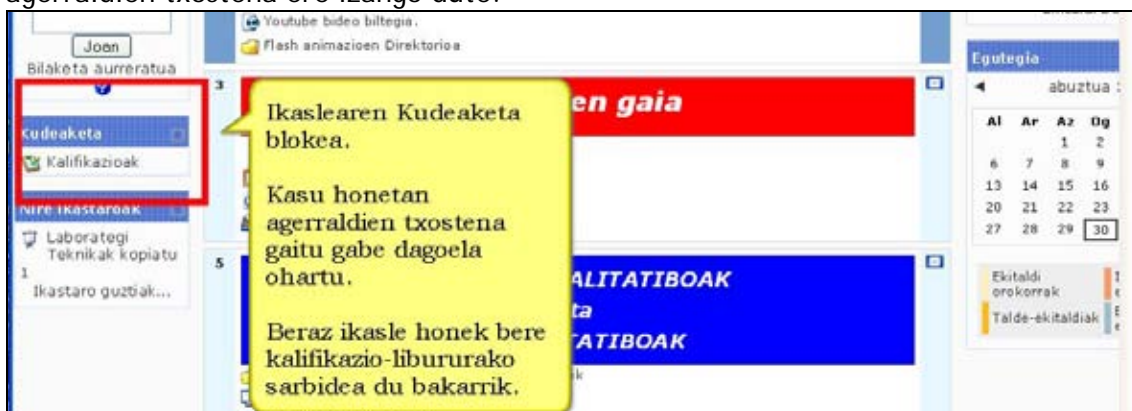 agerraldien txostena ere izango dute.
Joan
Bilaketa aurreratua
Kudeaketa
Kalifikazioak
Nire ikastaroak
Laborategi
Teknikak kopiatu
1
Ikastaro guztiak...
Youtube bideo biltegia.
Flash animazioen Direktorioa
3
en gaia
Ikaslearen Kudeaketa
blokea.
Kasu honetan
agerraldien txostena
gaitu gabe dagoela
ohartu.
Beraz ikasle honek bere
kalifikazio-libururako
sarbidea du bakarrik.
5
ALITATIBOAK
ta
ATIBOAK
k
Egutegia
abuztua
Al Ar Az Og
1 2
6 7 8 9
13 14 15 16
20 21 22 23
27 28 29 30
Ekitaldi
orokorrak
Talde-ekitaldiak